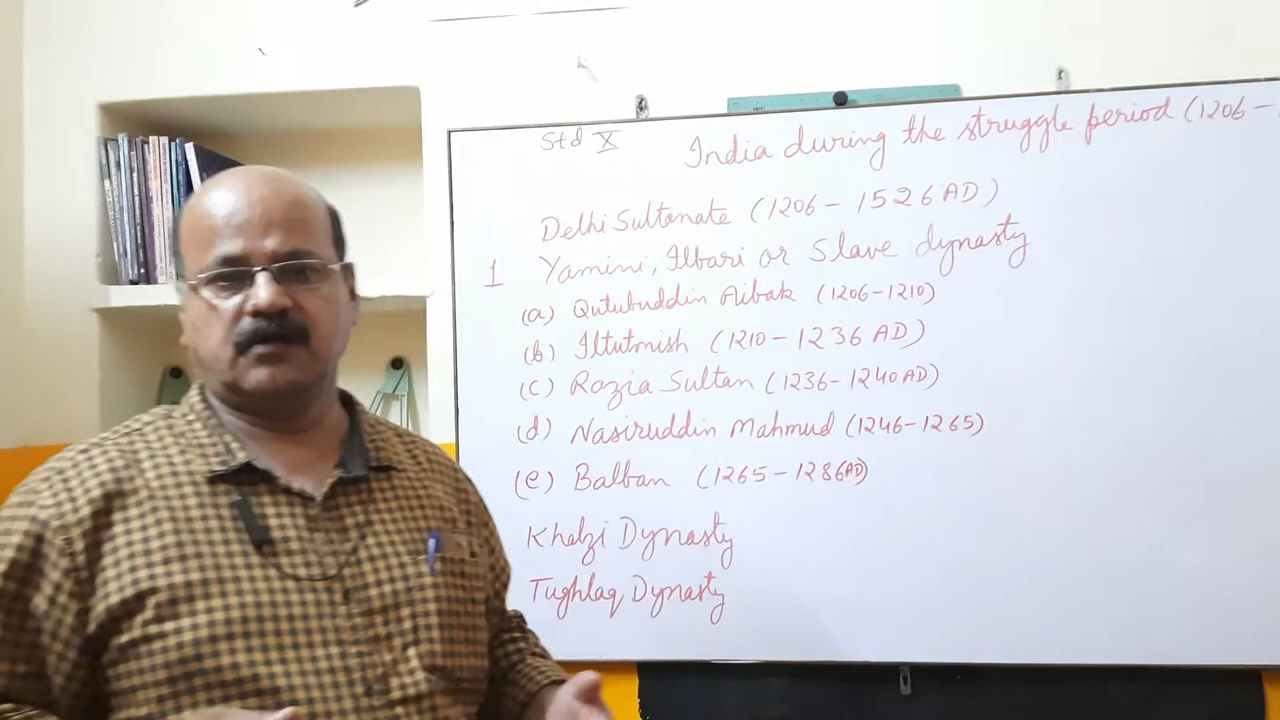 Std X
India during the struggle period (1206 –
Delhi Sultanate (1206 – 1526 AD)
1 Yamini, Ilbari or Slave dynasty
(a) Qutubuddin Aibak (1206–1210)
(b) Iltutmish (1210 – 1236 AD)
(c) Razia Sultan (1236 – 1240 AD)
(d) Nasiruddin Mahmud (1246–1265)
(e) Balban (1265 – 1286 AD)
Khalzi Dynasty
Tughlaq Dynasty